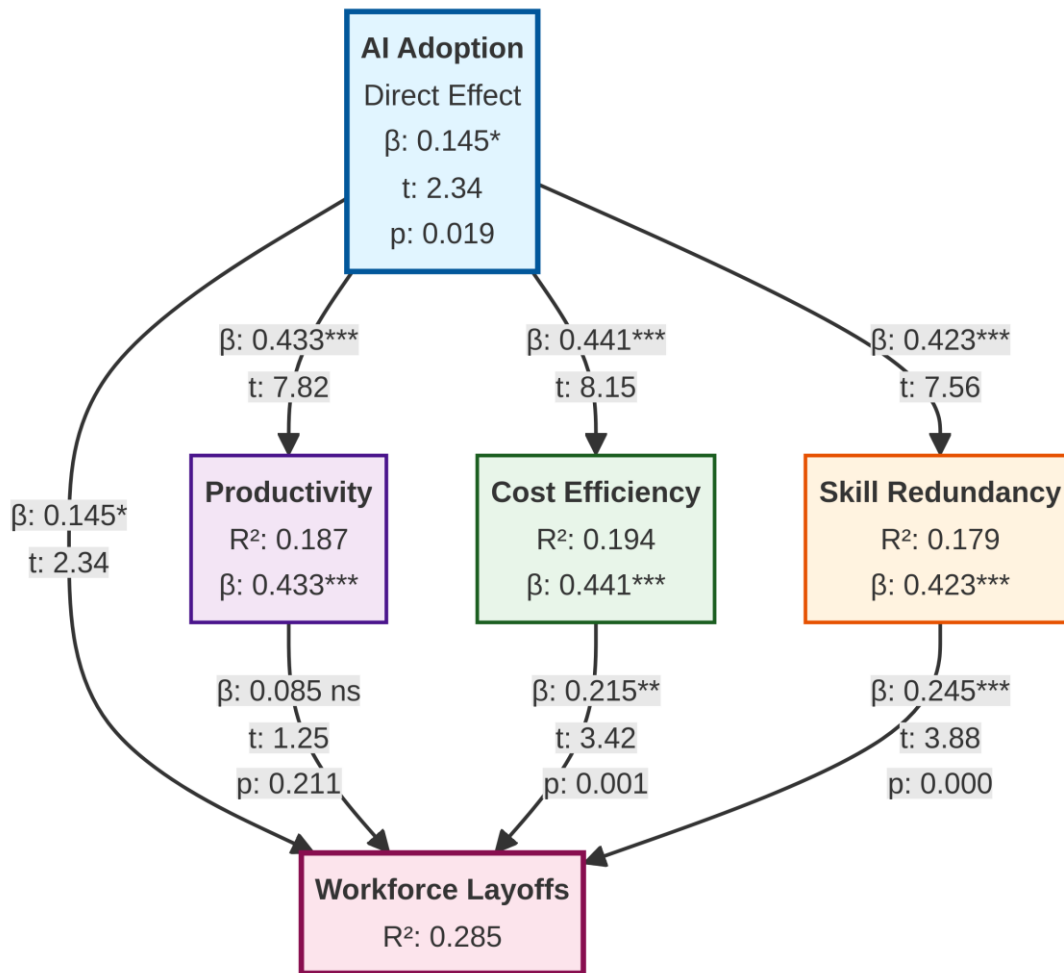 AI Adoption
Direct Effect
β: 0.145*
t: 2.34
p: 0.019
β: 0.433***
t: 7.82
β: 0.441***
t: 8.15
β: 0.423***
t: 7.56
β: 0.145*
t: 2.34
Productivity
R²: 0.187
β: 0.433***
Cost Efficiency
R²: 0.194
β: 0.441***
Skill Redundancy
R²: 0.179
β: 0.423***
β: 0.085 ns
t: 1.25
p: 0.211
β: 0.215**
t: 3.42
p: 0.001
β: 0.245***
t: 3.88
p: 0.000
Workforce Layoffs
R²: 0.285